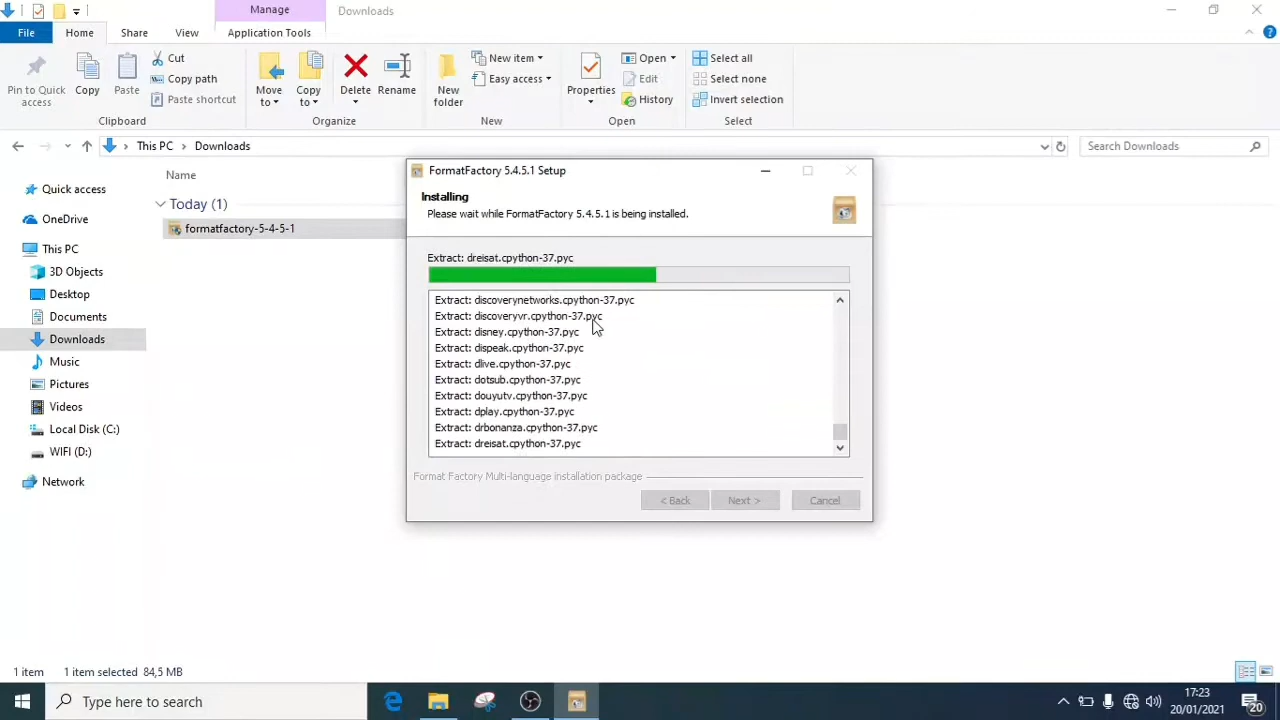 Manage
Downloads
File
Home
Share
View
Application Tools
Pin to Quick
access
Copy
Paste
Cut
Copy path
Paste shortcut
Clipboard
Move
to
Copy
to
Delete
Rename
Organize
New
folder
New item
Easy access
New
Properties
Open
Edit
History
Open
Select all
Select none
Invert selection
Select
This PC
Downloads
Search Downloads
Quick access
OneDrive
This PC
3D Objects
Desktop
Documents
Downloads
Music
Pictures
Videos
Local Disk (C:)
WIFI (D:)
Network
Name
Today (1)
formatfactory-5-4-5-1
FormatFactory 5.4.5.1 Setup
Installing
Please wait while FormatFactory 5.4.5.1 is being installed.
Extract: dreisat.cpython-37.pyc
Extract: discoverynetworks.cpython-37.pyc
Extract: discoveryvr.cpython-37.pyc
Extract: disney.cpython-37.pyc
Extract: dispeak.cpython-37.pyc
Extract: dlive.cpython-37.pyc
Extract: dotsub.cpython-37.pyc
Extract: douyutv.cpython-37.pyc
Extract: dplay.cpython-37.pyc
Extract: drbonanza.cpython-37.pyc
Extract: dreisat.cpython-37.pyc
Format Factory Multi-language installation package
< Back
Next >
Cancel
1 item
1 item selected
84,5 MB
Type here to search
17:23
20/01/2021
20